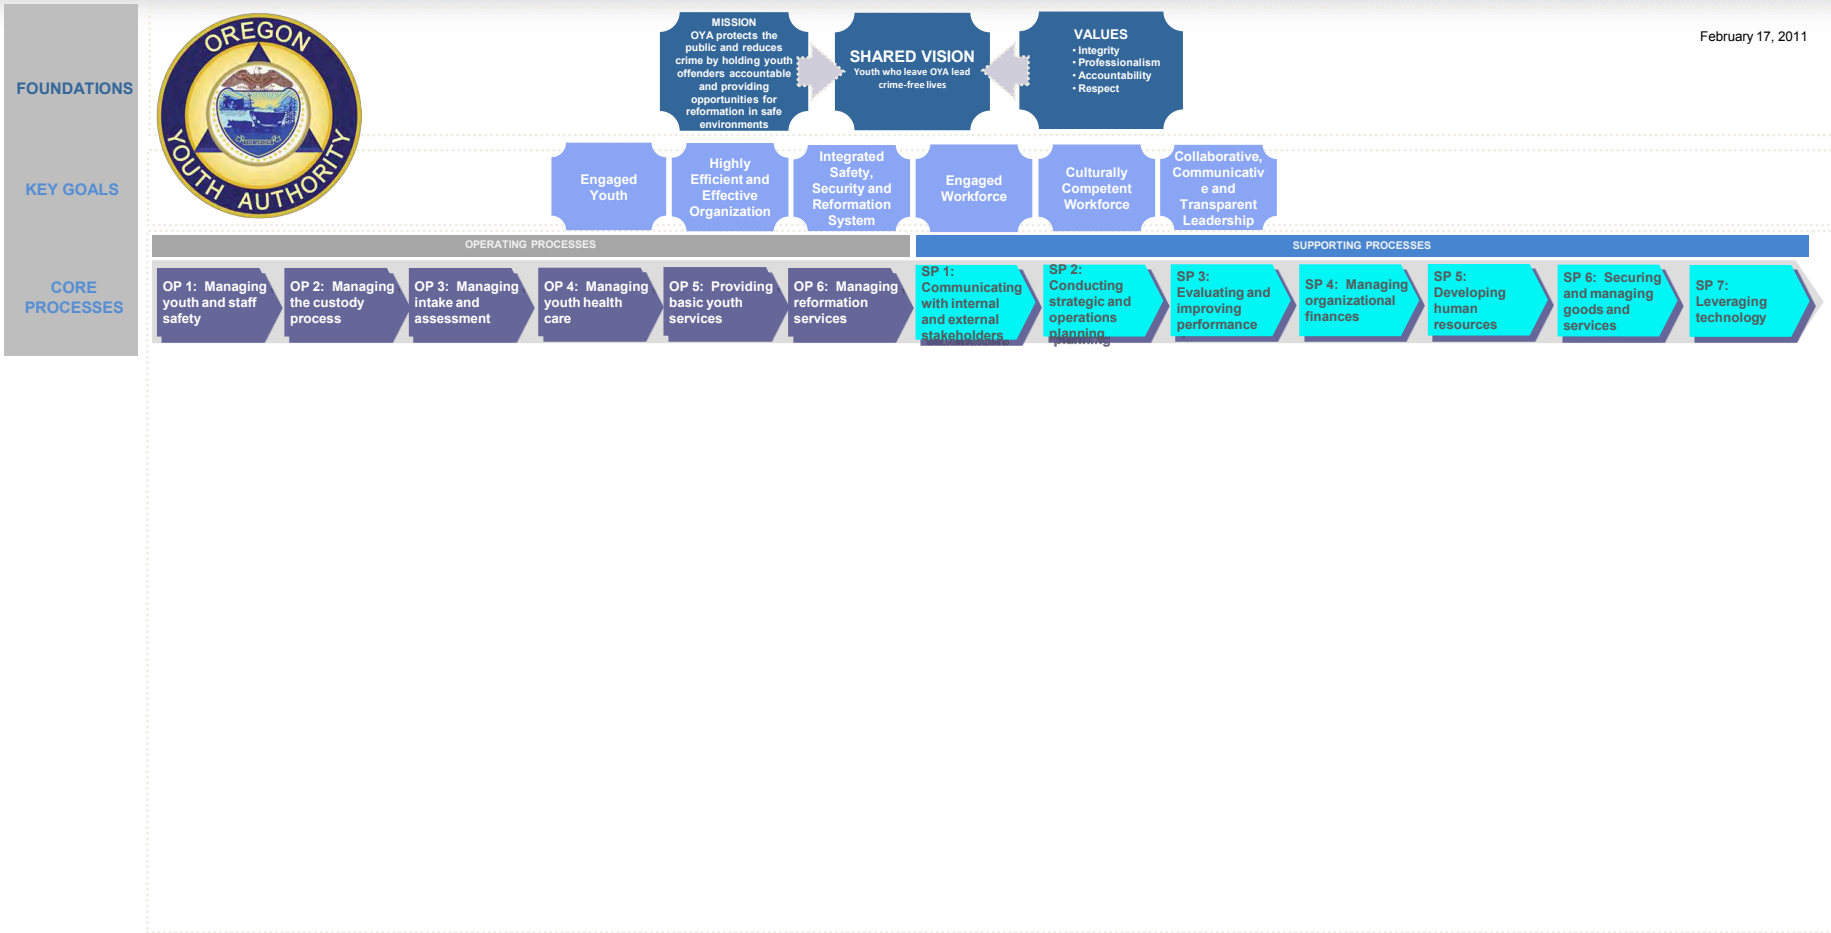 OREGON
YOUTH AUTHORITY
FOUNDATIONS
MISSION
OYA protects the
public and reduces
crime by holding youth
offenders accountable
and providing
opportunities for
reformation in safe
environments
SHARED VISION
Youth who leave OYA lead
crime-free lives
VALUES
• Integrity
• Professionalism
• Accountability
• Respect
February 17, 2011
KEY GOALS
Engaged
Youth
Highly
Efficient and
Effective
Organization
Integrated
Safety,
Security and
Reformation
System
Engaged
Workforce
Culturally
Competent
Workforce
Collaborative,
Communicativ
e and
Transparent
Leadership
OPERATING PROCESSES
SUPPORTING PROCESSES
CORE
PROCESSES
OP 1: Managing
youth and staff
safety
OP 2: Managing
the custody
process
OP 3: Managing
intake and
assessment
OP 4: Managing
youth health
care
OP 5: Providing
basic youth
services
OP 6: Managing
reformation
services
SP 1:
Communicating
with internal
and external
stakeholders
SP 2:
Conducting
strategic and
operations
planning
planning
SP 3:
Evaluating and
improving
performance
SP 4: Managing
organizational
finances
SP 5:
Developing
human
resources
SP 6: Securing
and managing
goods and
services
SP 7:
Leveraging
technology